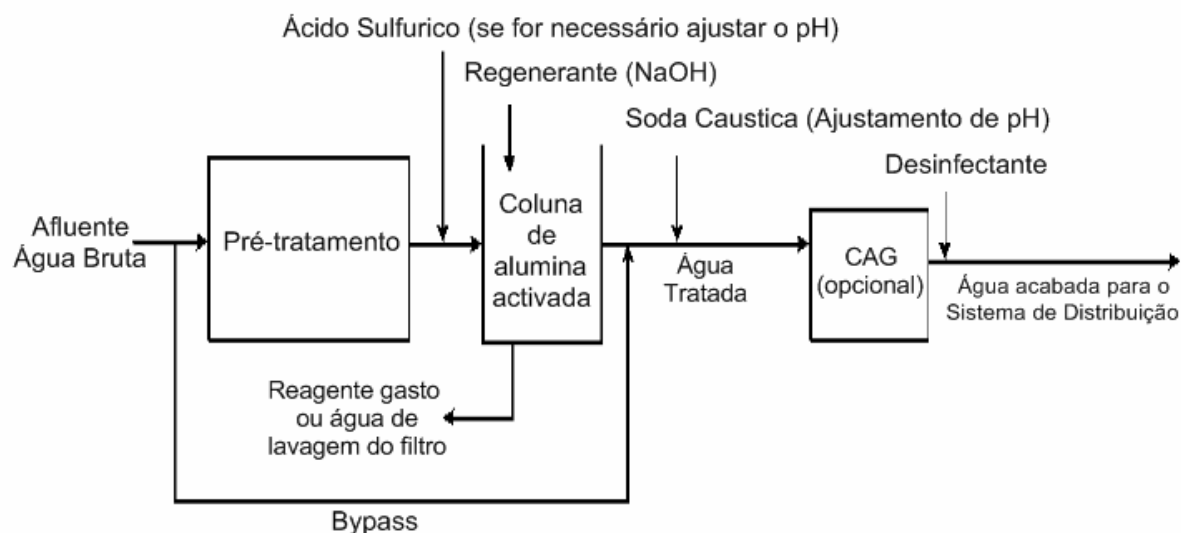 Ácido Sulfurico (se for necessário ajustar o pH)
Regenerante (NaOH)
Soda Caustica (Ajustamento de pH)
Desinfectante
Afluente
Água Bruta
Pré-tratamento
Coluna
de
alumina
activada
Água
Tratada
CAG
(opcional)
Água acabada para o
Sistema de Distribuição
Reagente gasto
ou água de
lavagem do filtro
Bypass